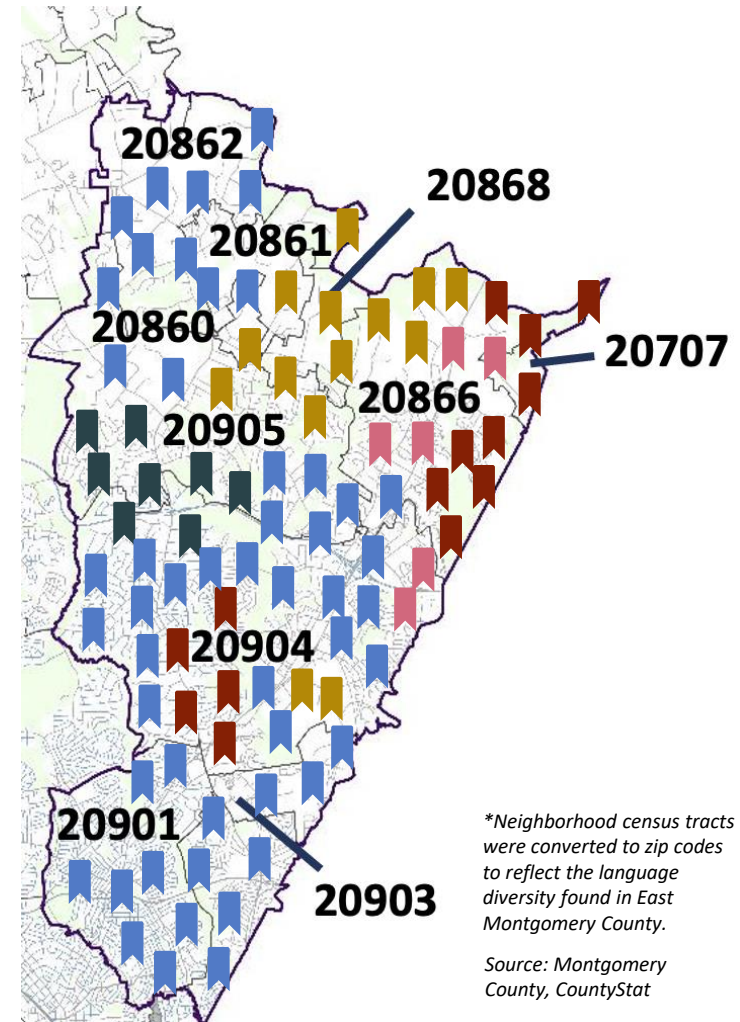 20862
20868
20861
20860
20707
20866
20905
20904
20901
20903
*Neighborhood census tracts
were converted to zip codes
to reflect the language
diversity found in East
Montgomery County.
Source: Montgomery
County, CountyStat